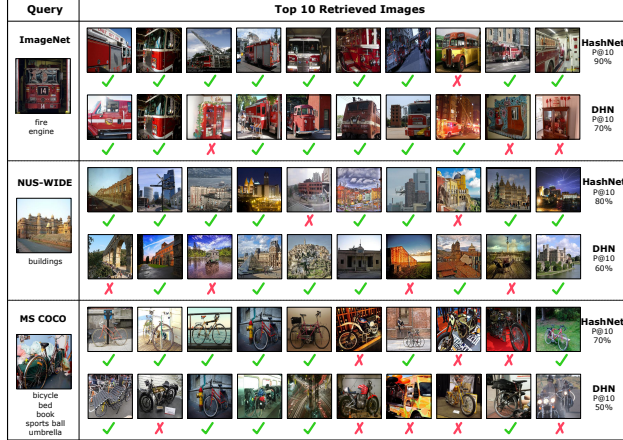 Query
Top 10 Retrieved Images
ImageNet
14
fire
engine
HashNet
P@10
90%
DHN
P@10
70%
NUS-WIDE
buildings
HashNet
P@10
80%
DHN
P@10
60%
MS COCO
bicycle
bed
book
sports ball
umbrella
HashNet
P@10
70%
DHN
P@10
50%